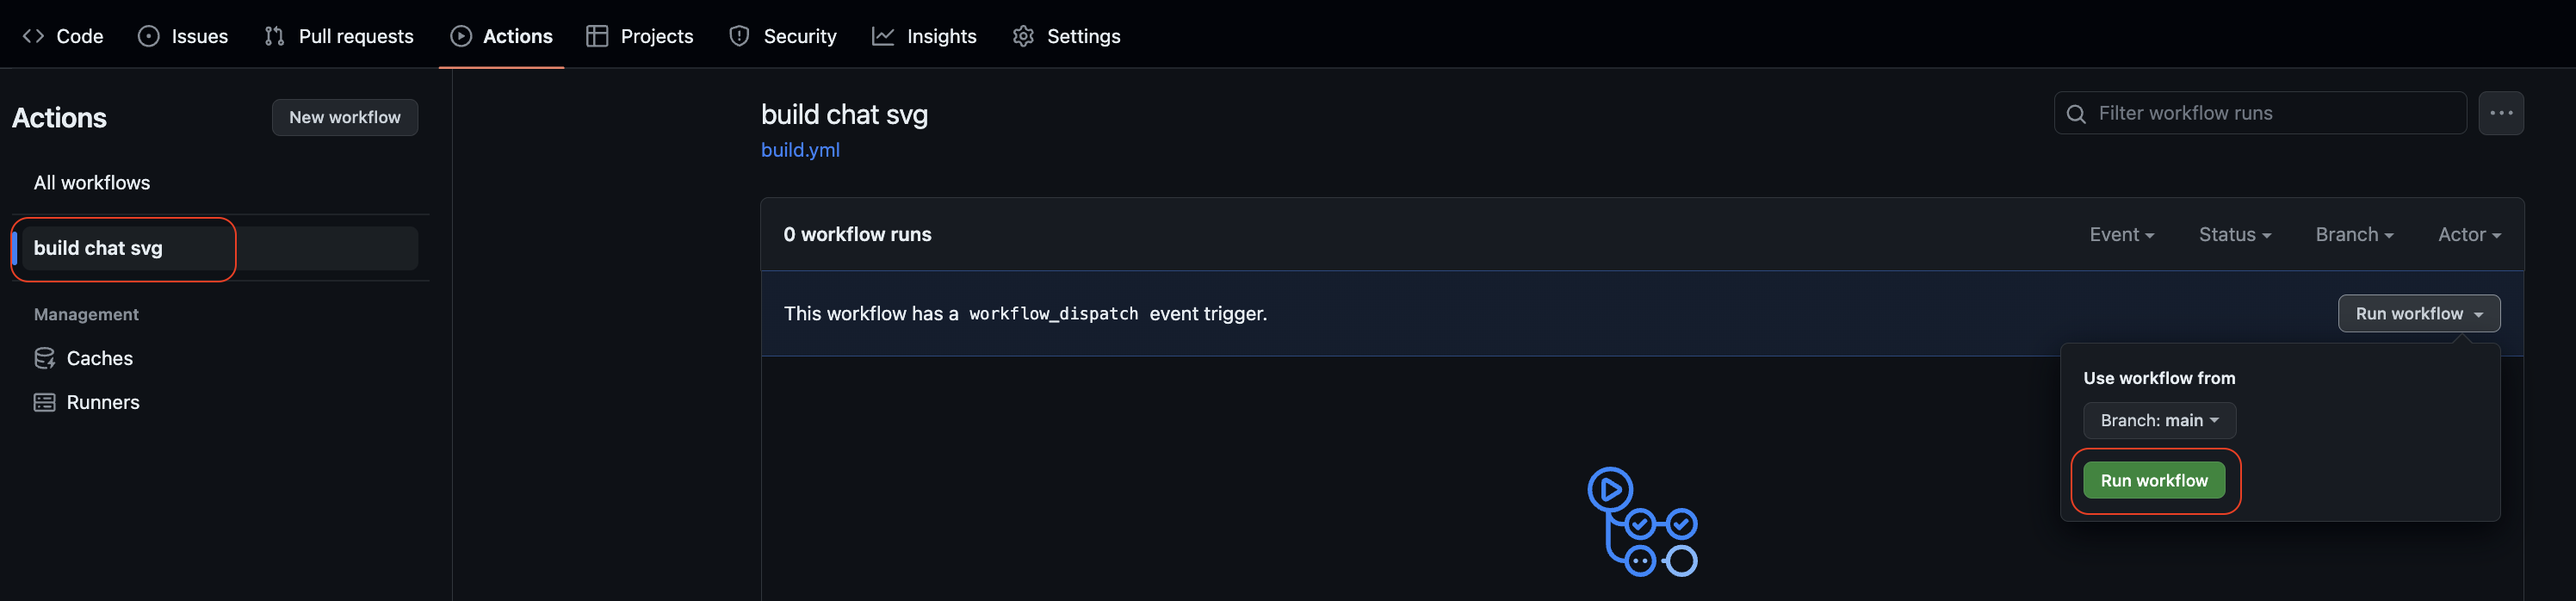 Code Issues Pull requests Actions Projects Security Insights Settings
Actions
New workflow
All workflows
build chat svg
Management
Caches
Runners
build chat svg
build.yml
Filter workflow runs
0 workflow runs
Event Status Branch Actor
This workflow has a workflow_dispatch event trigger.
Run workflow
Use workflow from
Branch: main
Run workflow